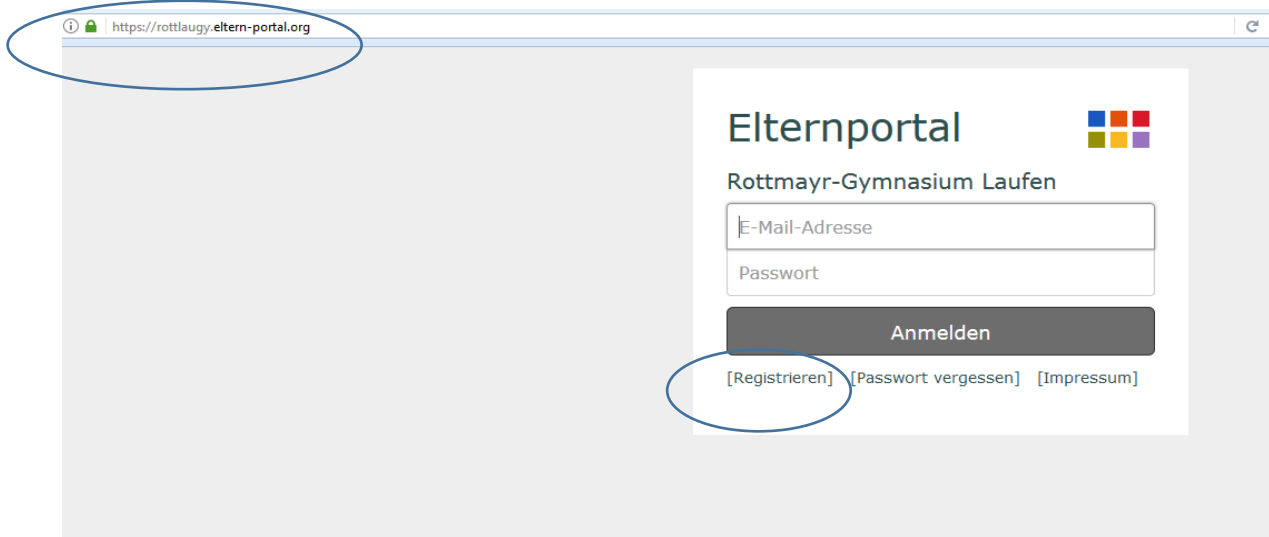 https://rottlaugy.eltern-portal.org
Elternportal
Rottmayr-Gymnasium Laufen
E-Mail-Adresse
Passwort
Anmelden
[Registrieren] [Passwort vergessen] [Impressum]